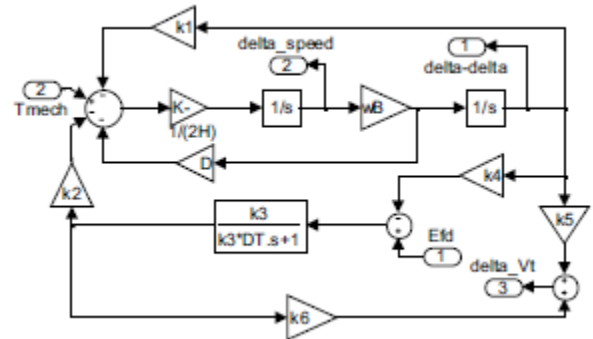 k1
delta_speed
2
1
delta-delta
2
Tmech
K-
1/(2H)
1/s
wB
1/s
D
k4
k2
k3
k3*DT.s+1
k5
Efd
1
delta_Vt
3
k6